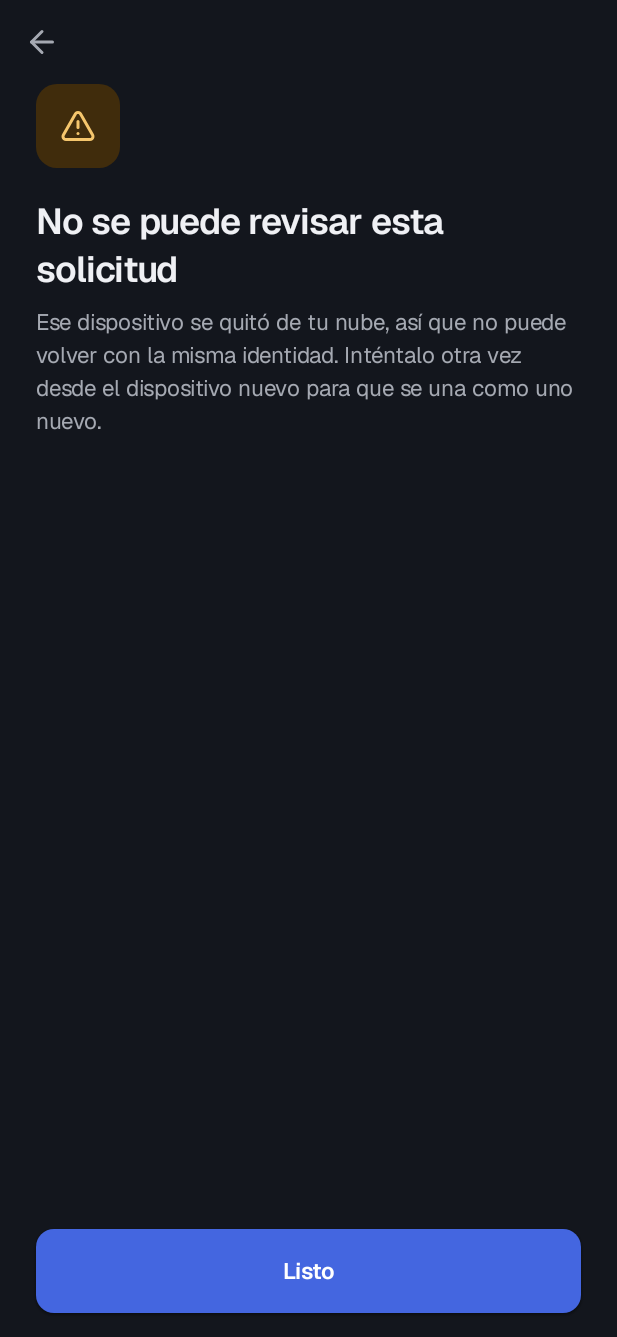 No se puede revisar esta
solicitud
Ese dispositivo se quitó de tu nube, así que no puede
volver con la misma identidad. Inténtalo otra vez
desde el dispositivo nuevo para que se una como uno
nuevo.
Listo